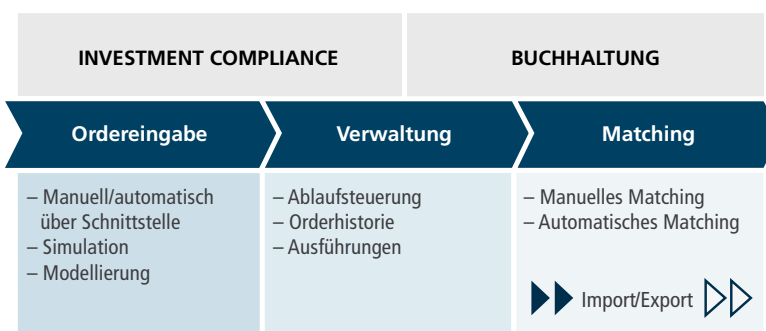 INVESTMENT COMPLIANCE
BUCHHALTUNG
Ordereingabe
Verwaltung
Matching
– Manuell/automatisch
über Schnittstelle
– Simulation
– Modellierung
– Ablaufsteuerung
– Orderhistorie
– Ausführungen
– Manuelles Matching
– Automatisches Matching
Import/Export